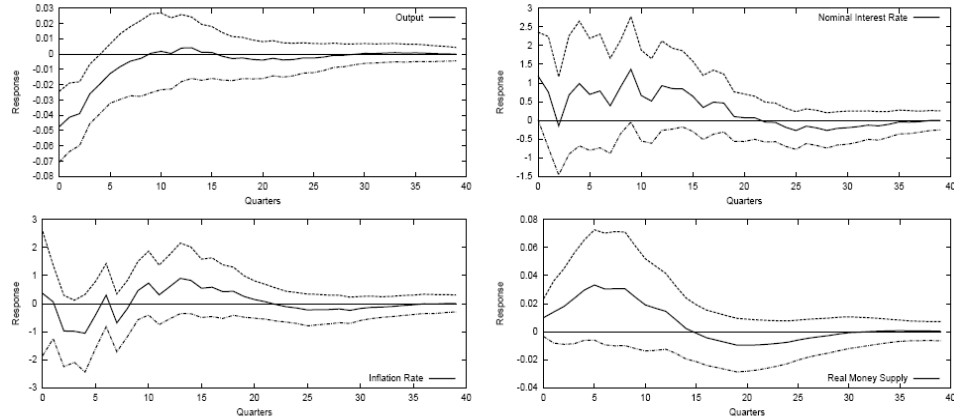 Output
Response
0.03
0.02
0.01
0
-0.01
-0.02
-0.03
-0.04
-0.05
-0.06
-0.07
-0.08
0 5 10 15 20 25 30 35 40
Quarters
Nominal Interest Rate
Response
3
2.5
2
1.5
1
0.5
0
-0.5
-1
-1.5
0 5 10 15 20 25 30 35 40
Quarters
Inflation Rate
Response
3
2
1
0
-1
-2
-3
0 5 10 15 20 25 30 35 40
Quarters
Real Money Supply
Response
0.08
0.06
0.04
0.02
0
-0.02
-0.04
0 5 10 15 20 25 30 35 40
Quarters